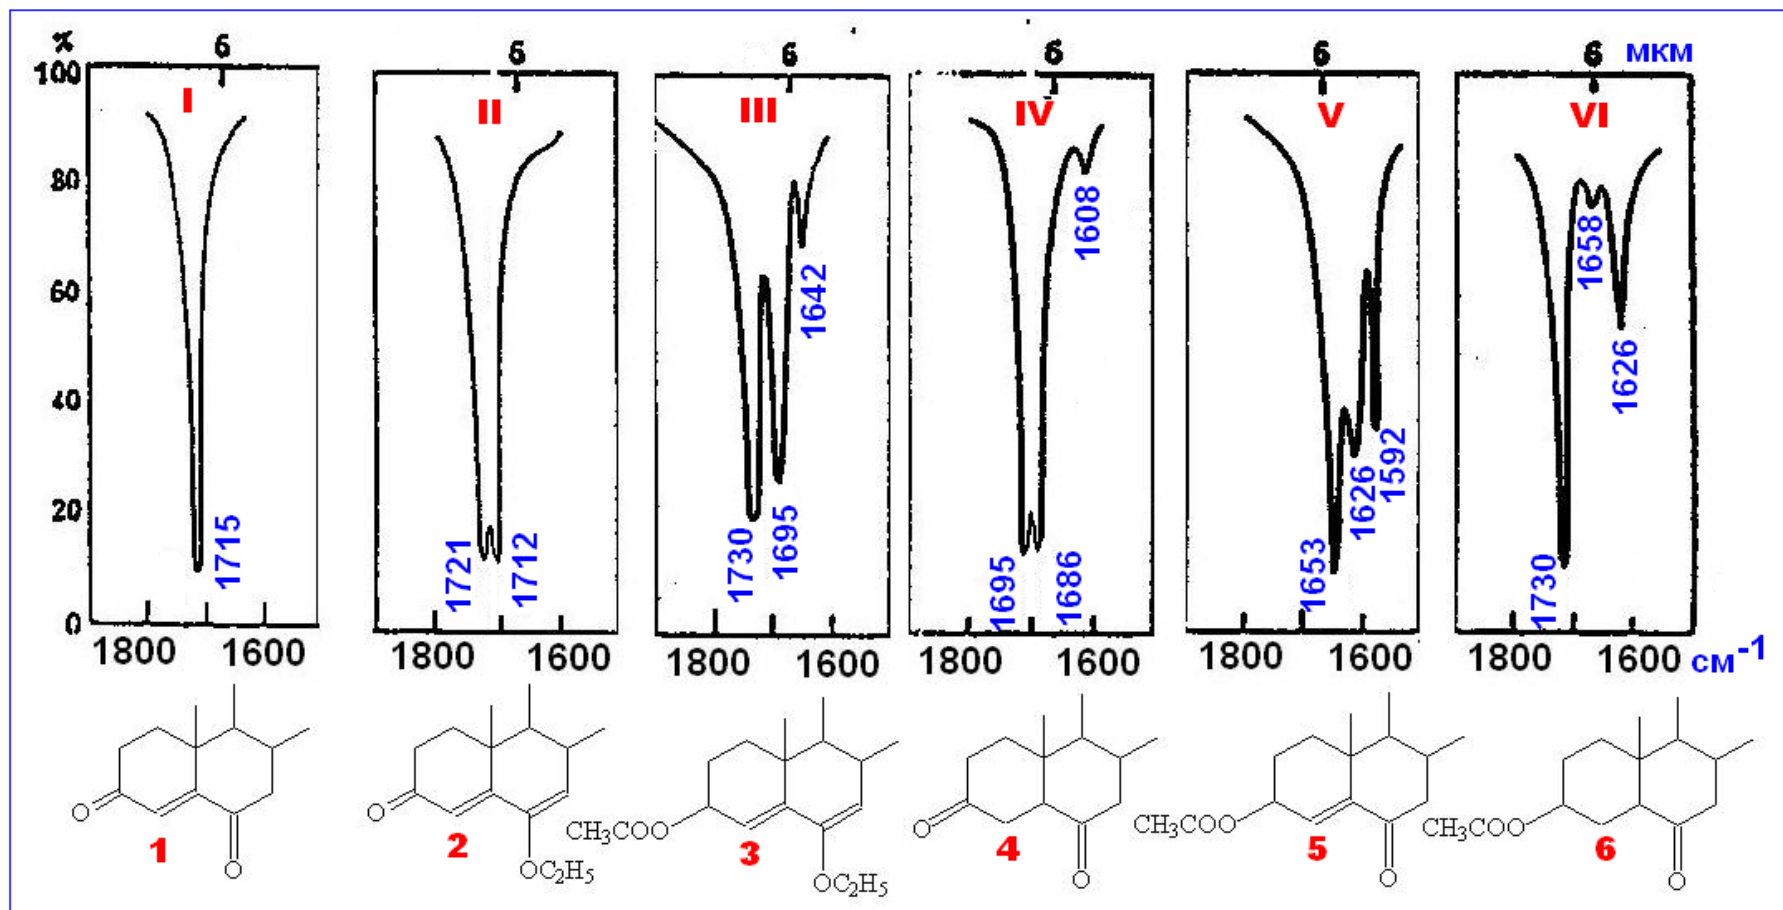 % 6 6 6 6 6 6 мкм
100 I II III IV V VI
80
60
40
20
0
1715
1721 1712
1730 1695 1642
1695 1686 1608
1653 1626 1592
1730 1658 1626
1800 1600 1800 1600 1800 1600 1800 1600 1800 1600 1800 1600 см-1
O O 1
O OC2H5 2
CH3COO OC2H5 3
O O 4
CH3COO O 5
CH3COO O 6